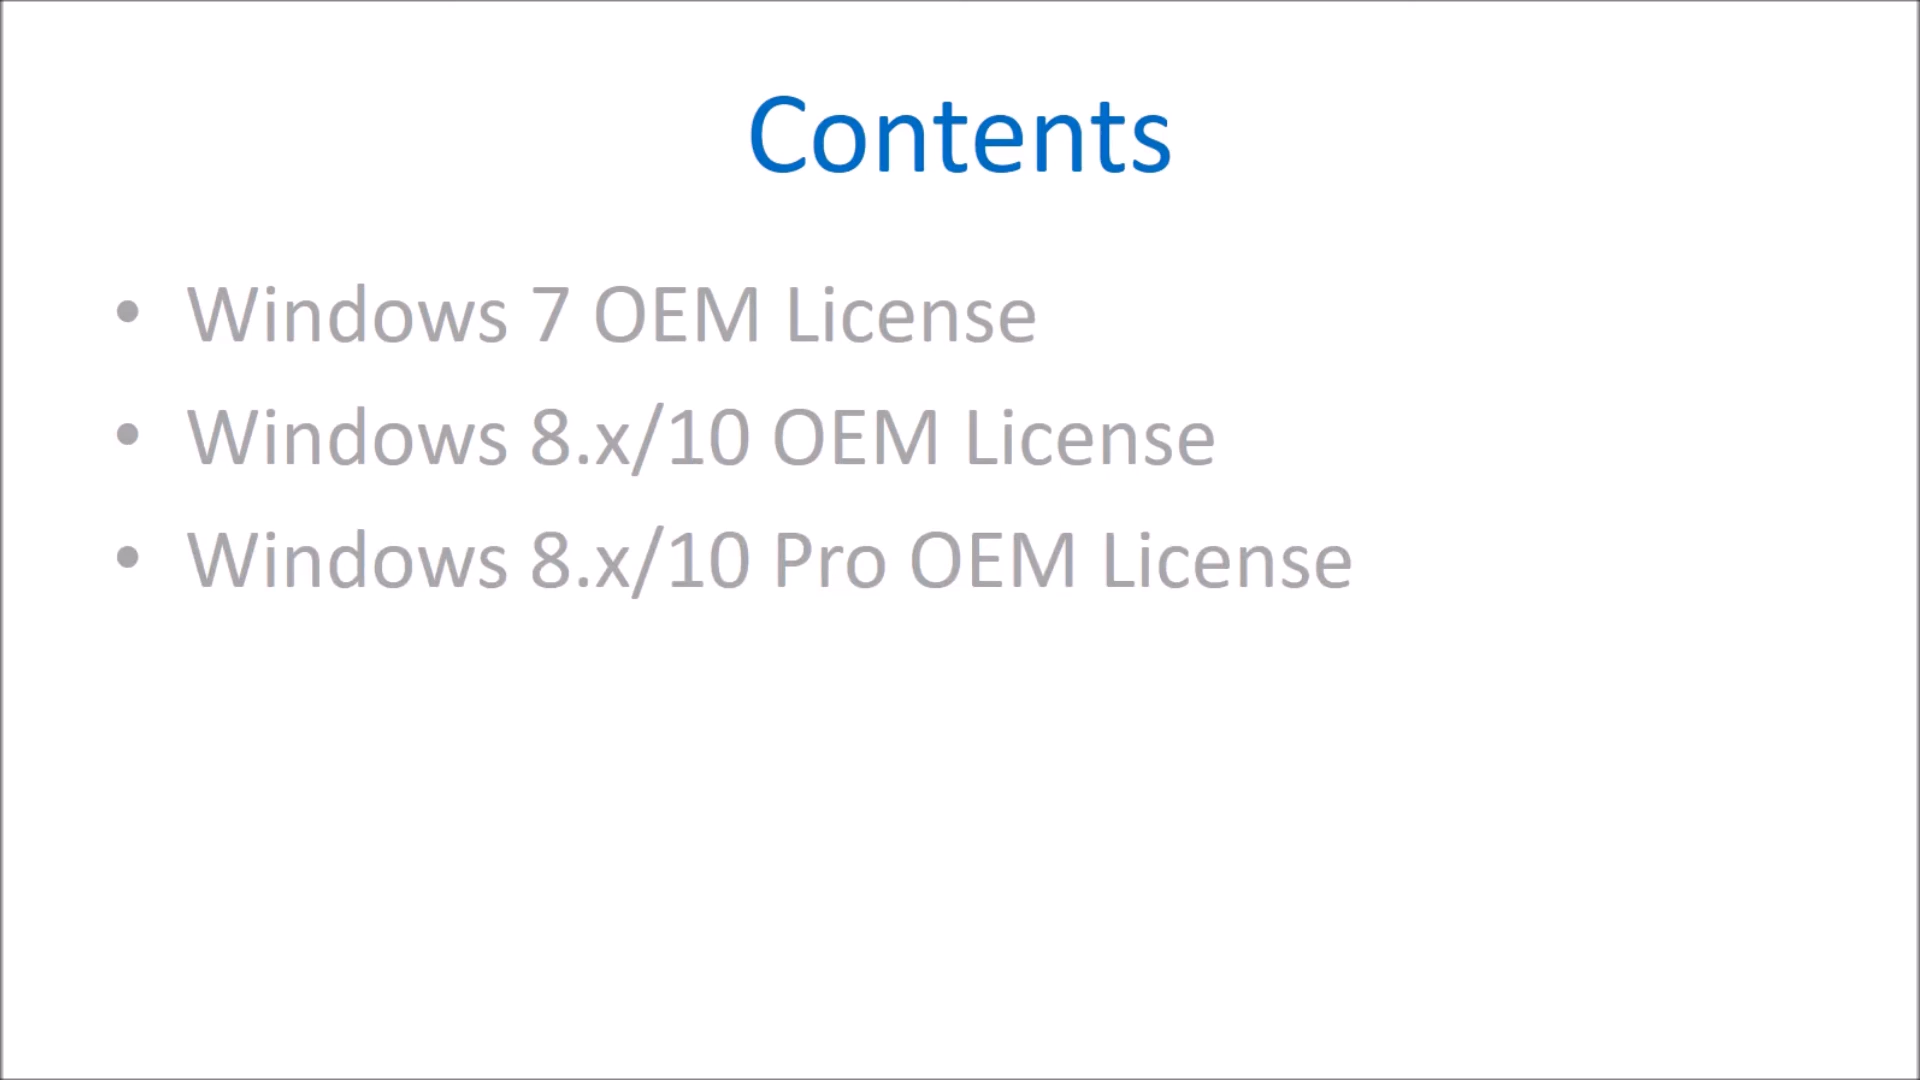 Contents
• Windows 7 OEM License
• Windows 8.x/10 OEM License
• Windows 8.x/10 Pro OEM License